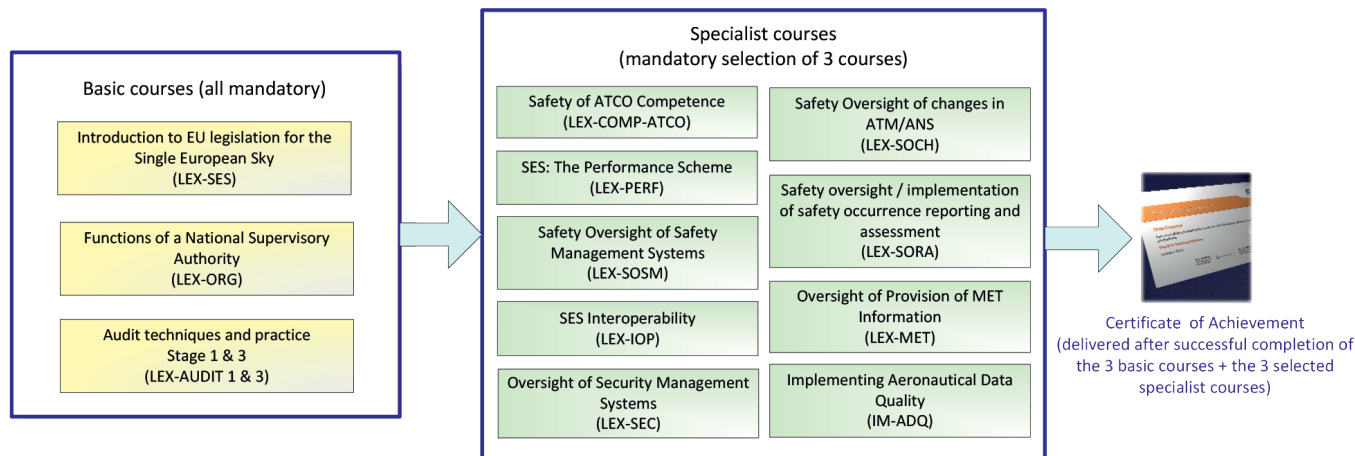 Basic courses (all mandatory)
Introduction to EU legislation for the
Single European Sky
(LEX-SES)
Functions of a National Supervisory
Authority
(LEX-ORG)
Audit techniques and practice
Stage 1 & 3
(LEX-AUDIT 1 & 3)
Specialist courses
(mandatory selection of 3 courses)
Safety of ATCO Competence
(LEX-COMP-ATCO)
SES: The Performance Scheme
(LEX-PERF)
Safety Oversight of Safety
Management Systems
(LEX-SOSM)
SES Interoperability
(LEX-IOP)
Oversight of Security Management
Systems
(LEX-SEC)
Safety Oversight of changes in
ATM/ANS
(LEX-SOCH)
Safety oversight / implementation
of safety occurrence reporting and
assessment
(LEX-SORA)
Oversight of Provision of MET
Information
(LEX-MET)
Implementing Aeronautical Data
Quality
(IM-ADQ)
Certificate of Achievement
(delivered after successful completion of
the 3 basic courses + the 3 selected
specialist courses)